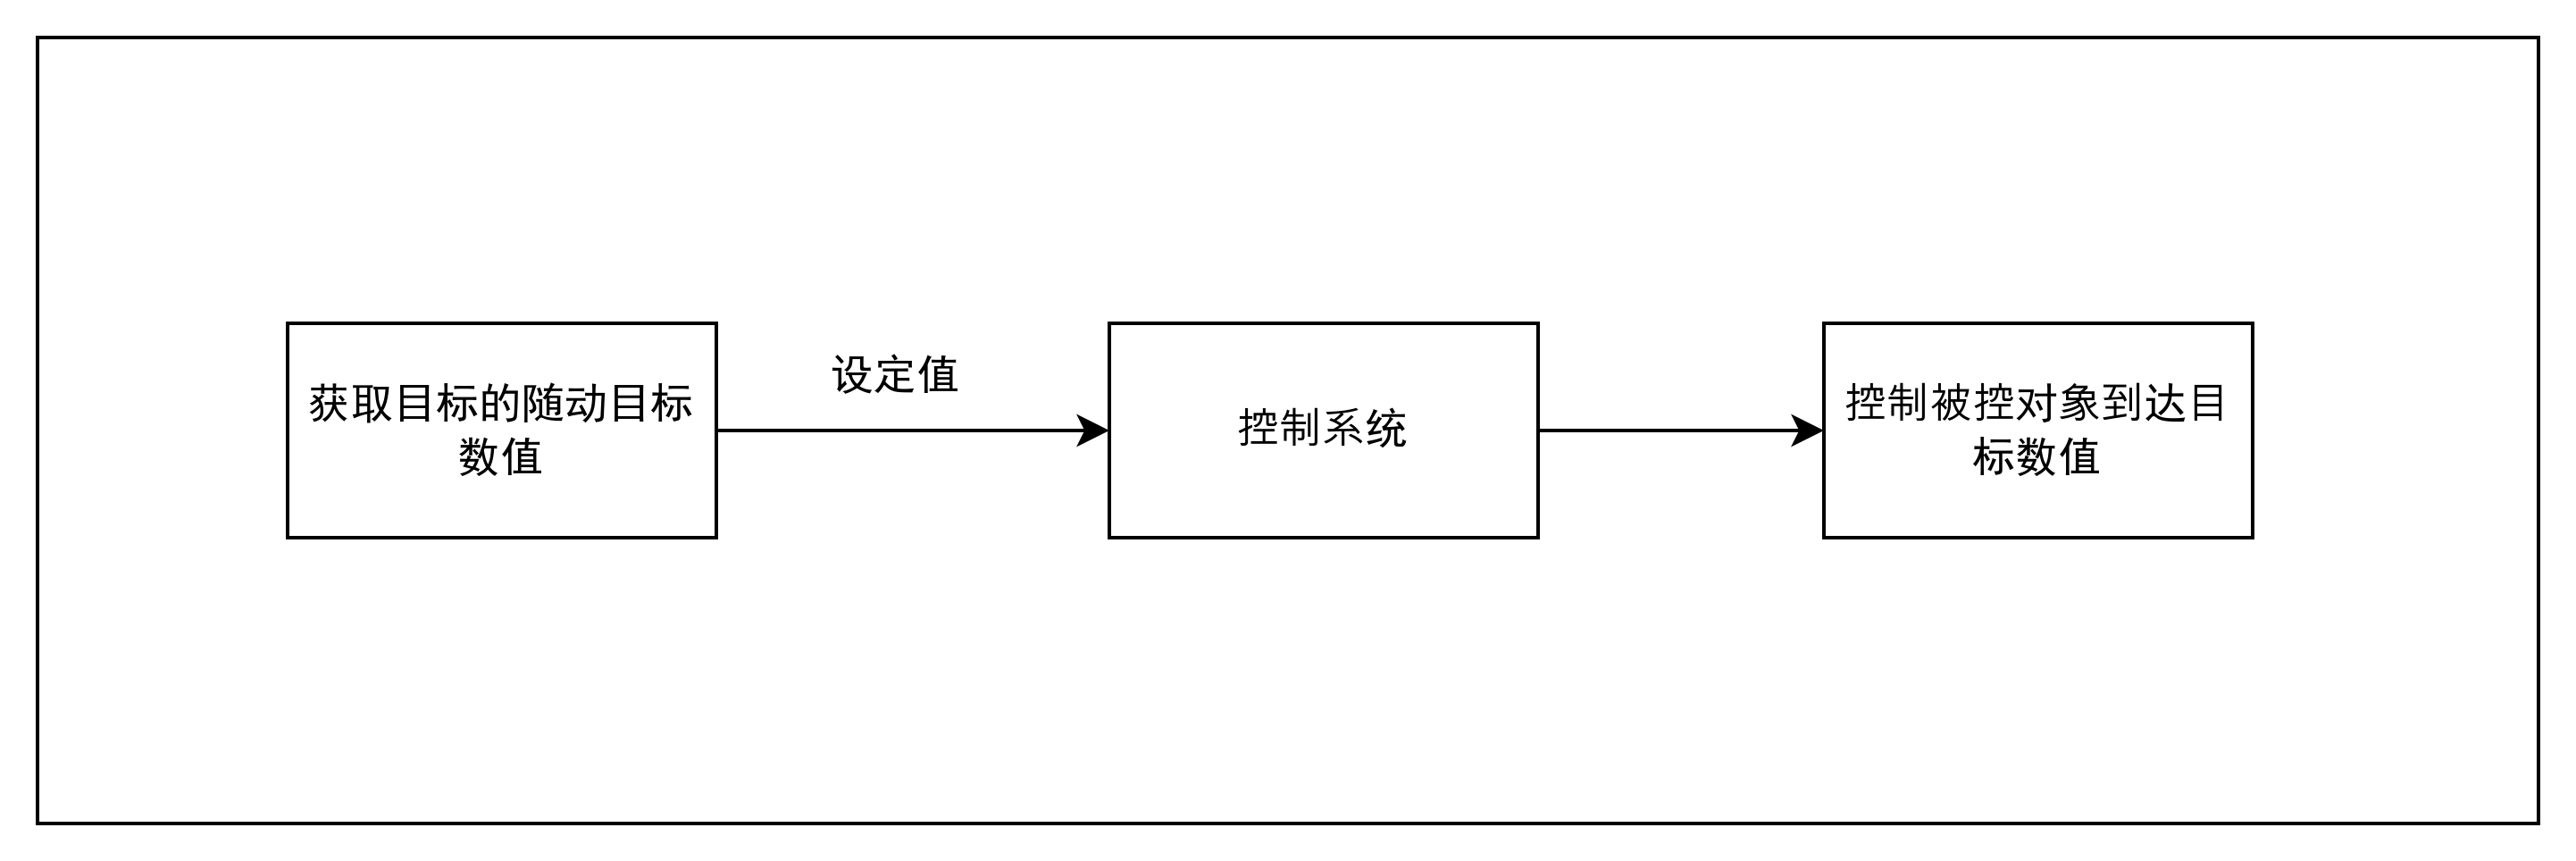 获取目标的随动目标
数值
设定值
控制系统
控制被控对象到达目
标数值